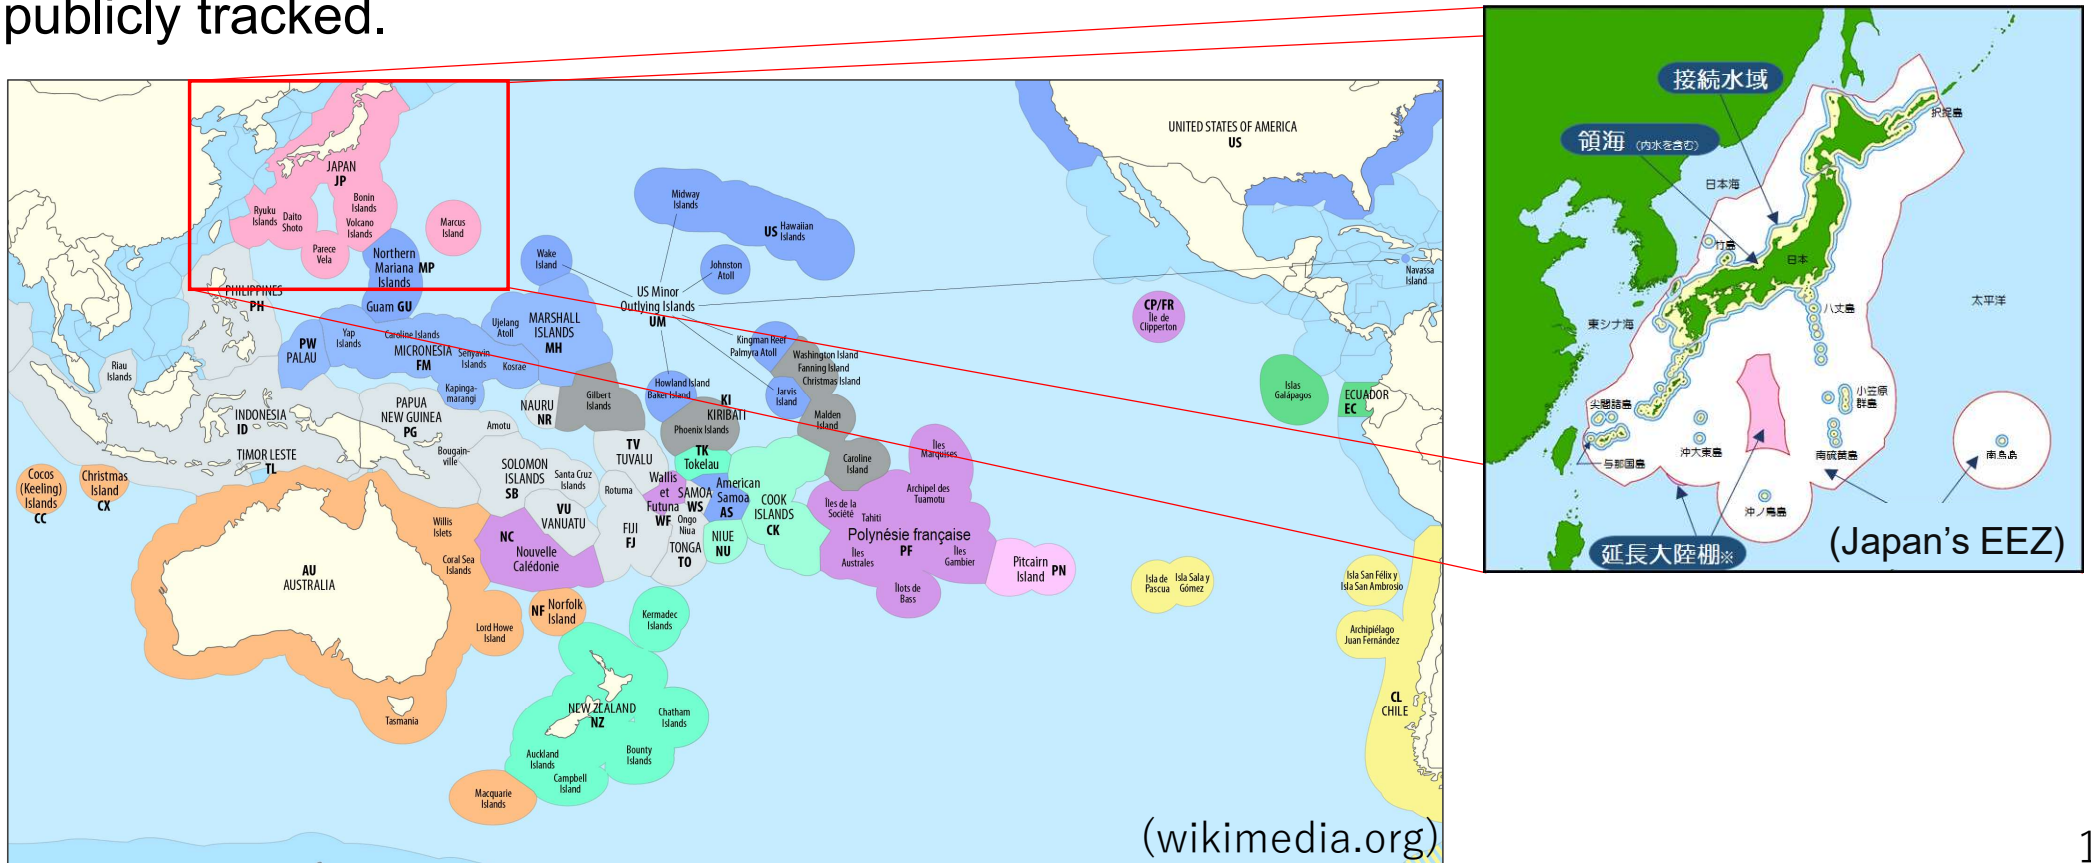 publicly tracked.
JAPAN
JP
Ryuku
Islands
Daito
Shoto
Bonin
Islands
Volcano
Islands
Parece
Vela
Marcus
Island
Northern
Mariana MP
Islands
Guam GU
PHILIPPINES
PH
Wake
Island
Midway
Islands
US Hawaiian
Islands
Johnston
Atoll
US Minor
Outlying Islands
UM
UNITED STATES OF AMERICA
US
Navassa
Island
CP/FR
Île de
Clipperton
PW
PALAU
Yap
Islands
Caroline Islands
MICRONESIA
FM
Senyavin
Islands
Kosrae
Ujelang
Atoll
MARSHALL
ISLANDS
MH
Kapinga-
marangi
Kingman Reef
Palmyra Atoll
Washington Island
Fanning Island
Christmas Island
Howland Island
Baker Island
Jarvis
Island
KI
KIRIBATI
Gilbert
Islands
Phoenix Islands
Malden
Island
Caroline
Island
Riau
Islands
INDONESIA
ID
TIMOR LESTE
TL
PAPUA
NEW GUINEA
PG
NAURU
NR
Amotu
Bougain-
ville
SOLOMON
ISLANDS
SB
Santa Cruz
Islands
TV
TUVALU
TK
Tokelau
Rotuma
Wallis
et
Futuna
WF
SAMOA
WS
American
Samoa
AS
COOK
ISLANDS
CK
VU
VANUATU
FIJI
FJ
Ongo
Niua
TONGA
TO
NIUE
NU
Îles
Marquises
Archipel des
Tuamotu
Îles de la
Société
Tahiti
Polynésie française
PF
Îles
Australes
Îles
Gambier
Îlots de
Bass
Pitcairn
Island PN
Islas
Galápagos
ECUADOR
EC
Isla de
Pascua
Isla Sala y
Gómez
Isla San Félix y
Isla San Ambrosio
Archipiélago
Juan Fernández
CL
CHILE
Cocos
(Keeling)
Islands
CC
Christmas
Island
CX
AU
AUSTRALIA
Willis
Islets
Coral Sea
Islands
NC
Nouvelle
Calédonie
Lord Howe
Island
NF Norfolk
Island
Kermadec
Islands
Tasmania
NEW ZEALAND
NZ
Chatham
Islands
Auckland
Islands
Bounty
Islands
Campbell
Island
Macquarie
Islands
(wikimedia.org)
接続水域
領海 (内水を含む)
択捉島
日本海
竹島
日本
八丈島
太平洋
東シナ海
尖閣諸島
小笠原
群島
与那国島
沖大東島
南硫黄島
南鳥島
沖ノ鳥島
延長大陸棚※
(Japan's EEZ)
1